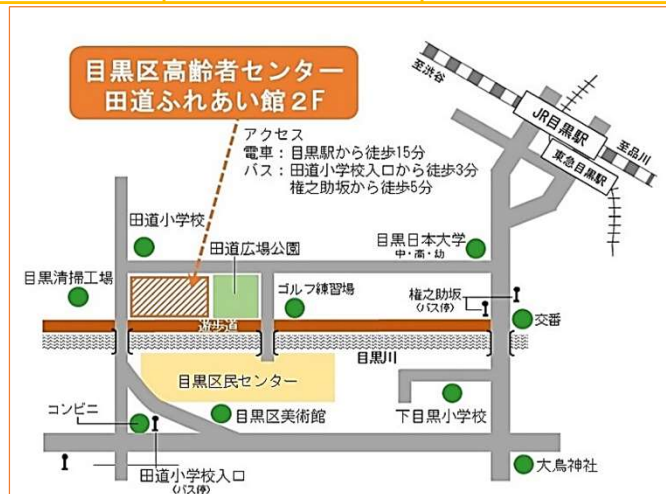 目黒区高齢者センター
田道ふれあい館２F
アクセス
電車：目黒駅から徒歩15分
バス：田道小学校入口から徒歩3分
権之助坂から徒歩5分
至渋谷
JR目黒駅
至品川
東急目黒駅
田道小学校
田道広場公園
目黒日本大学
中・高・幼
目黒清掃工場
ゴルフ練習場
権之助坂
〈バス停〉
交番
遊歩道
目黒川
目黒区民センター
コンビニ
目黒区美術館
下目黒小学校
田道小学校入口
〈バス停〉
大鳥神社